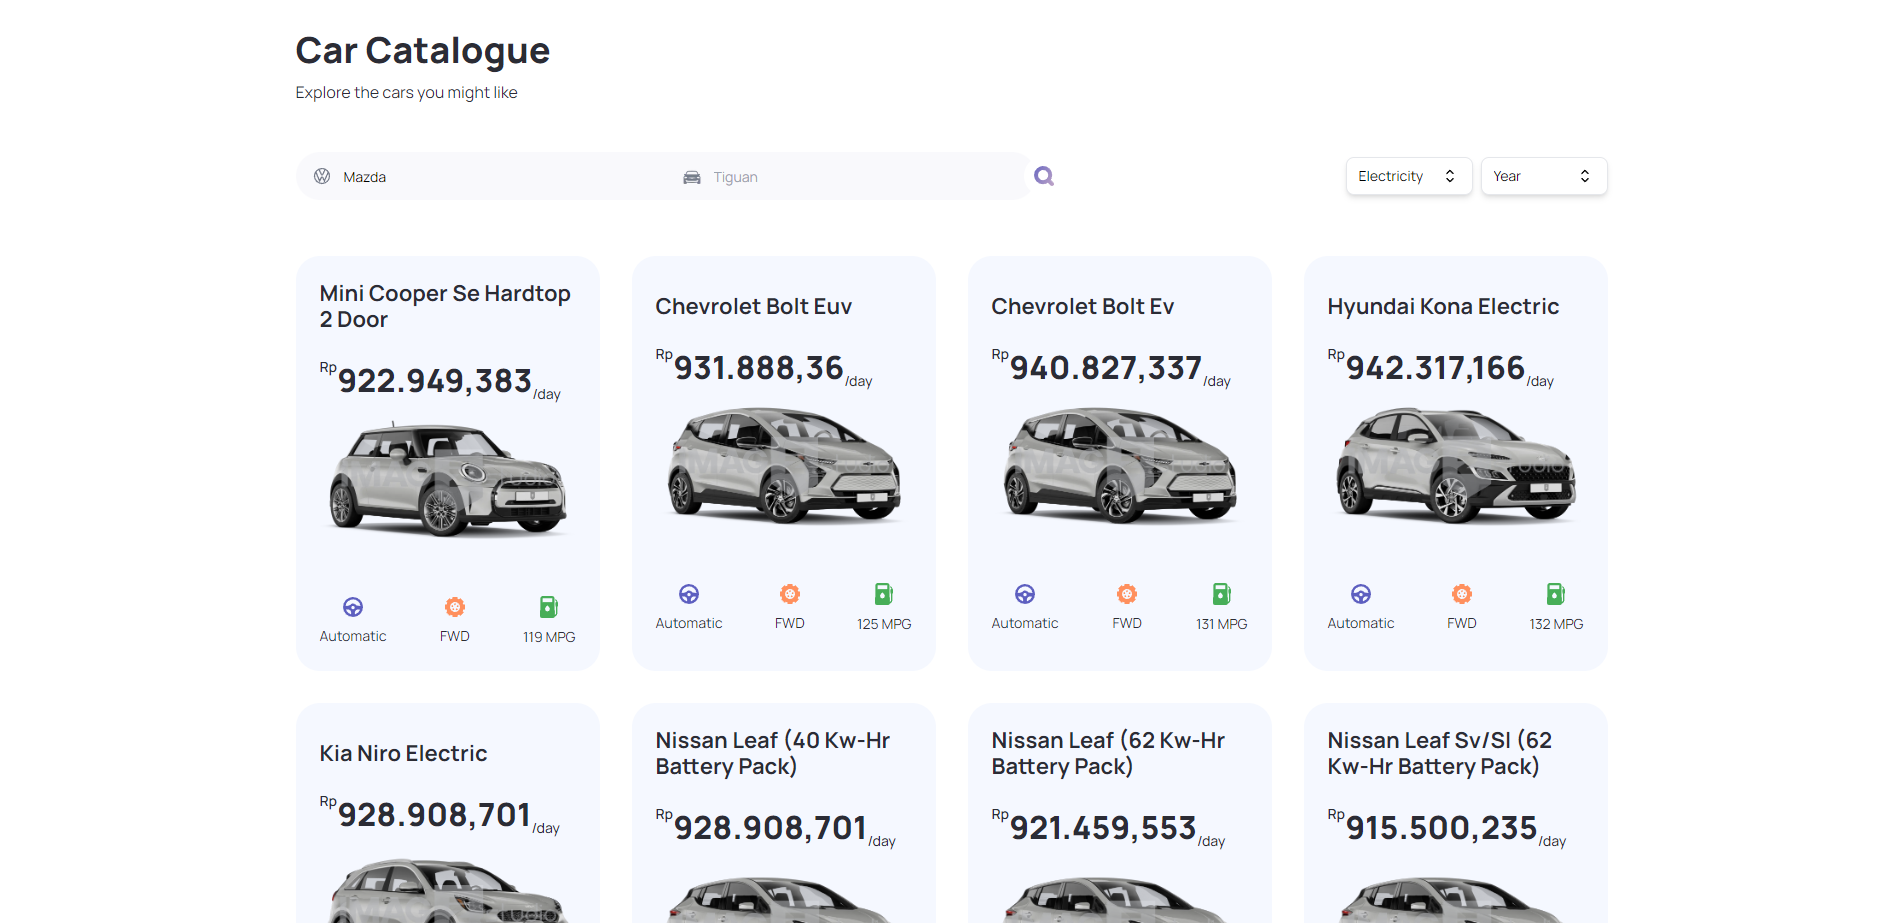 Car Catalogue
Explore the cars you might like
Mazda
Tiguan
Electricity
Year
Mini Cooper Se Hardtop
2 Door
Rp922.949,383/day
Automatic
FWD
119 MPG
Chevrolet Bolt Euv
Rp931.888,36/day
Automatic
FWD
125 MPG
Chevrolet Bolt Ev
Rp940.827,337/day
Automatic
FWD
131 MPG
Hyundai Kona Electric
Rp942.317,166/day
Automatic
FWD
132 MPG
Kia Niro Electric
Rp928.908,701/day
Nissan Leaf (40 Kw-Hr
Battery Pack)
Rp928.908,701/day
Nissan Leaf (62 Kw-Hr
Battery Pack)
Rp921.459,553/day
Nissan Leaf Sv/Sl (62
Kw-Hr Battery Pack)
Rp915.500,235/day